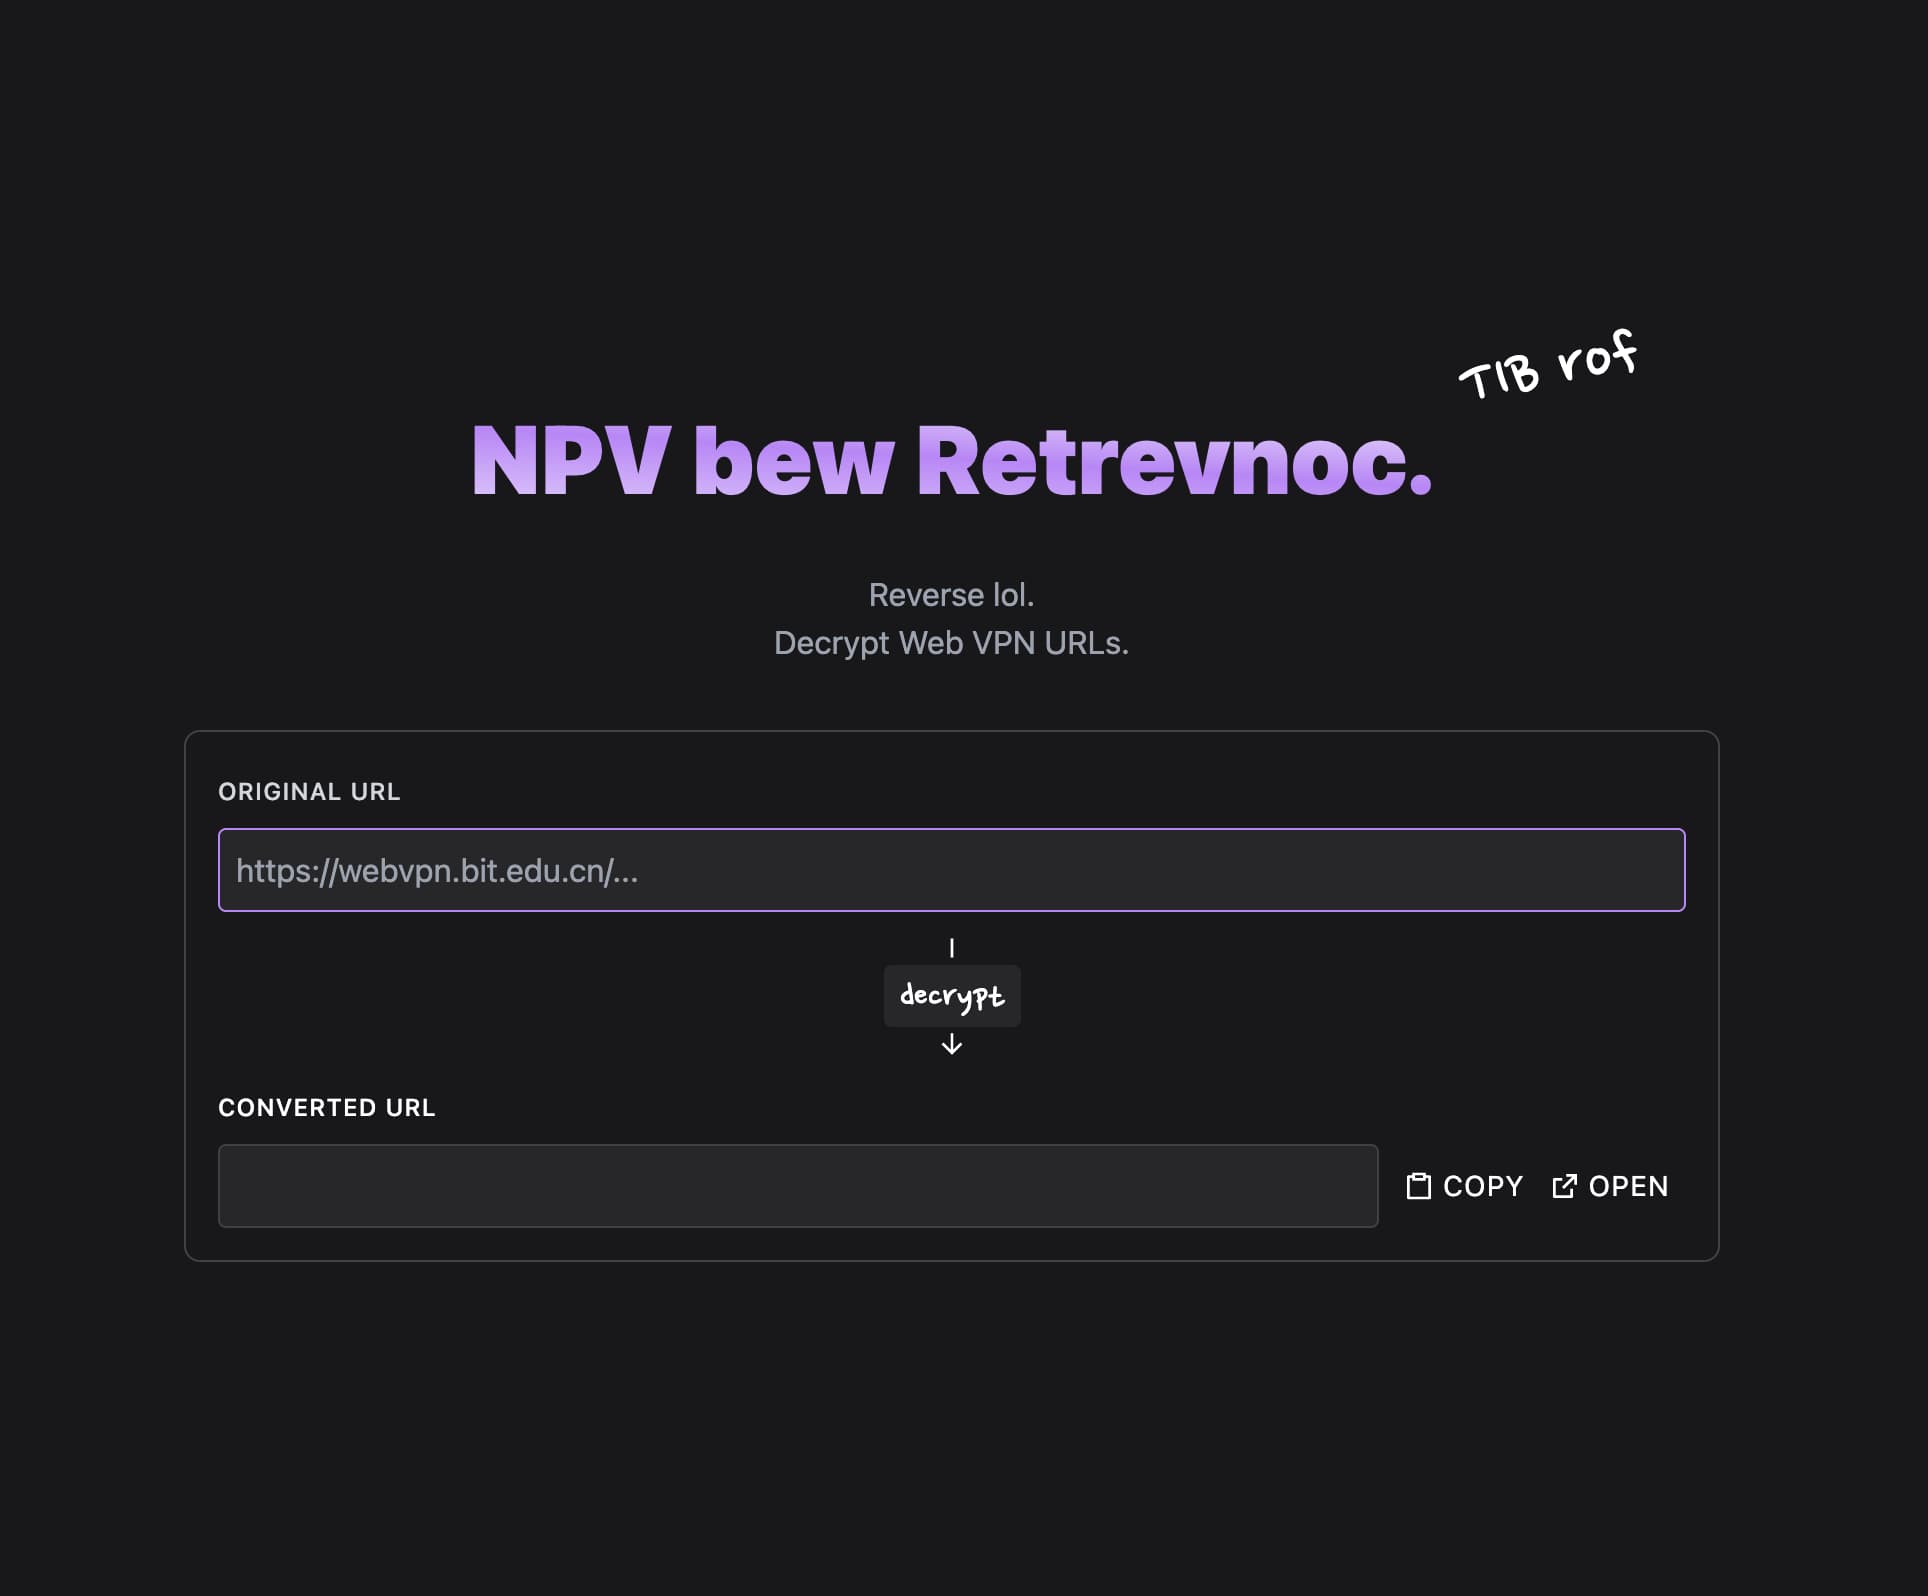 TIB rof
NPV bew Retrevnoc.
Reverse lol.
Decrypt Web VPN URLs.
ORIGINAL URL
https://webvpn.bit.edu.cn/...
decrypt
CONVERTED URL
COPY OPEN